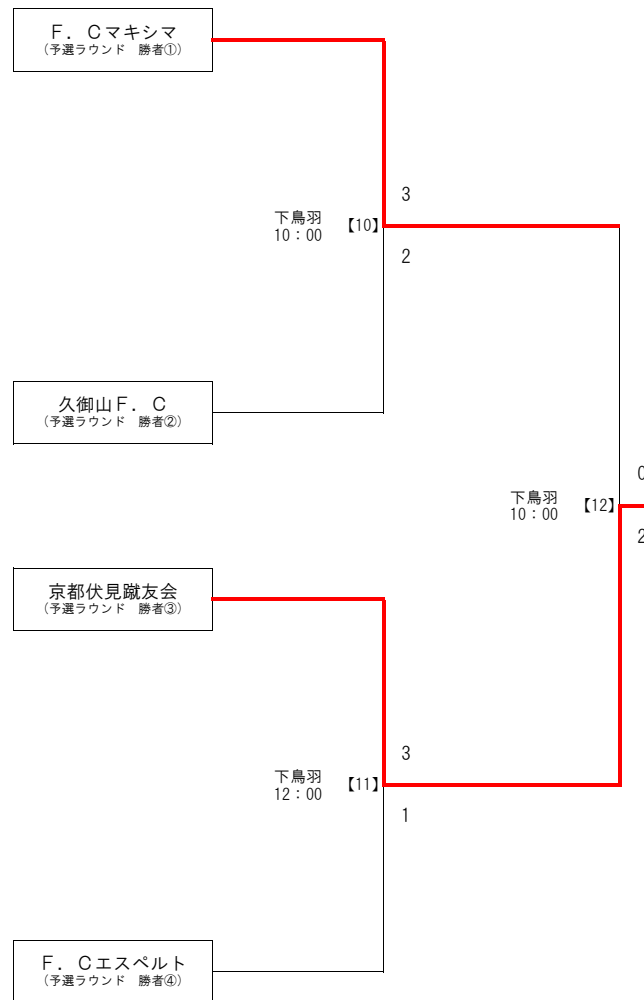 F．Cマキシマ
(予選ラウンド　勝者①)
3
下鳥羽
10：00
【10】
2
久御山F．C
(予選ラウンド　勝者②)
0
下鳥羽
10：00
【12】
2
京都伏見蹴友会
(予選ラウンド　勝者③)
3
下鳥羽
12：00
【11】
1
F．Cエスペルト
(予選ラウンド　勝者④)